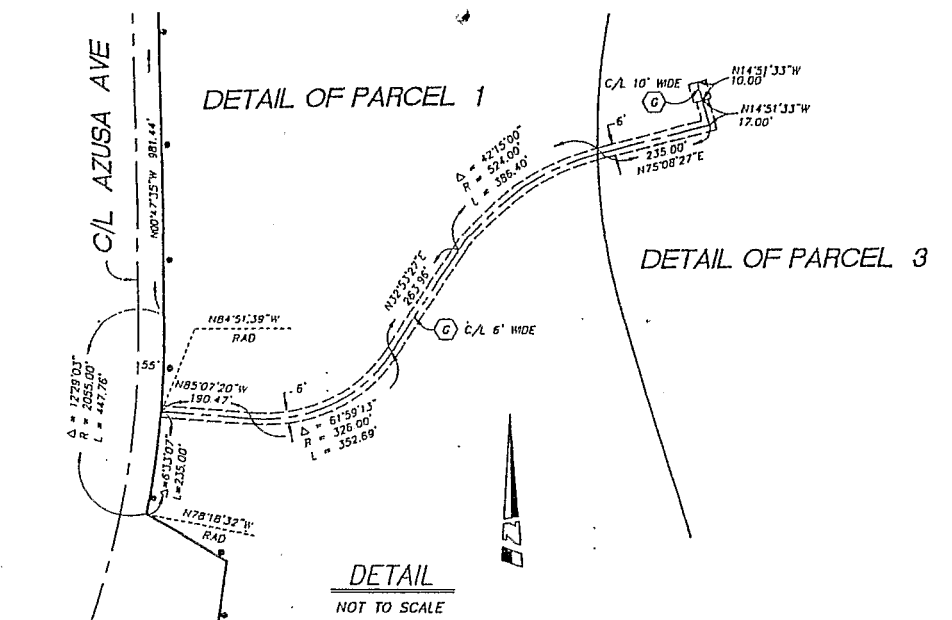 C/L AZUSA AVE
N00°47'35"W 981.44'
DETAIL OF PARCEL 1
C/L 10' WIDE
G
N14°51'33"W
10.00'
N14°51'33"W
17.00'
6'
235.00'
N75°08'27"E
Δ = 42°15'00"
R = 524.00'
L = 386.40'
DETAIL OF PARCEL 3
N32°53'27"E
263.96'
G C/L 6' WIDE
N84°51'39"W
RAD
55'
N85°07'20"W
190.47'
6'
Δ = 12°29'03"
R = 2055.00'
L = 447.76'
Δ = 61°59'13"
R = 326.00'
L = 352.69'
Δ=6°33'07"
L=235.00'
N78°18'32"W
RAD
N
DETAIL
NOT TO SCALE